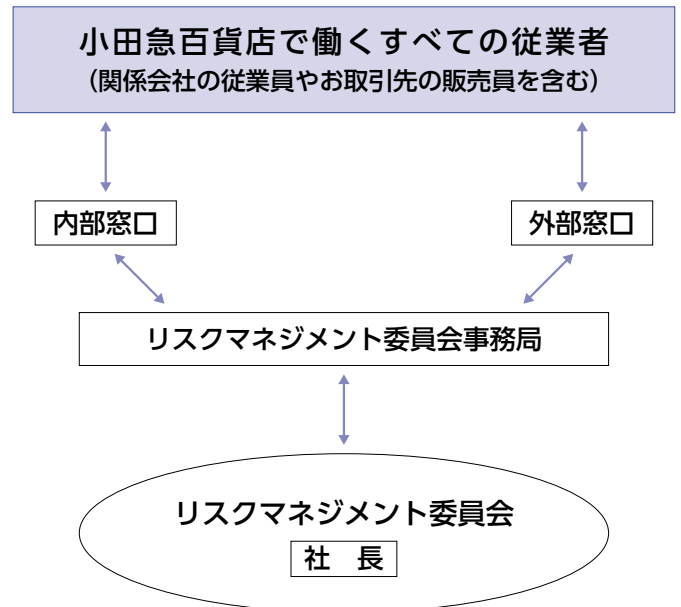 小田急百貨店で働くすべての従業者
(関係会社の従業員やお取引先の販売員を含む)
内部窓口
外部窓口
リスクマネジメント委員会事務局
リスクマネジメント委員会
社　長